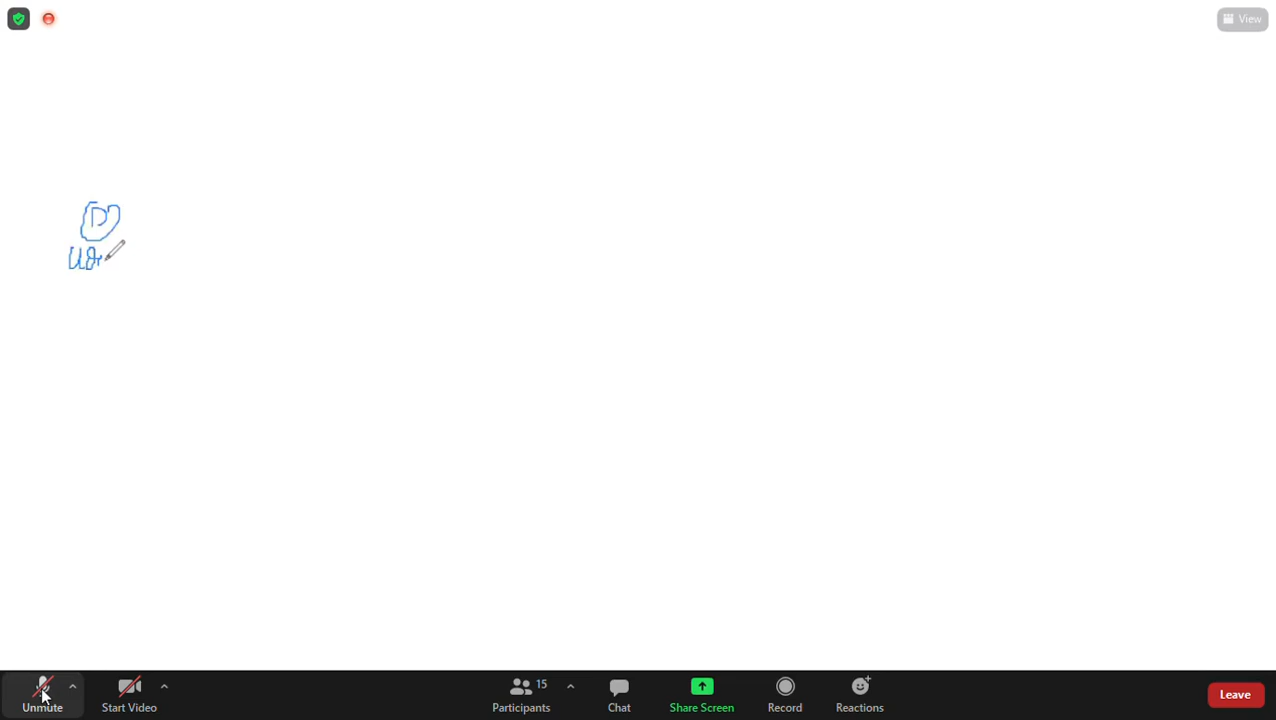 View
D
Unmute
Start Video
Participants
15
Chat
Share Screen
Record
Reactions
Leave